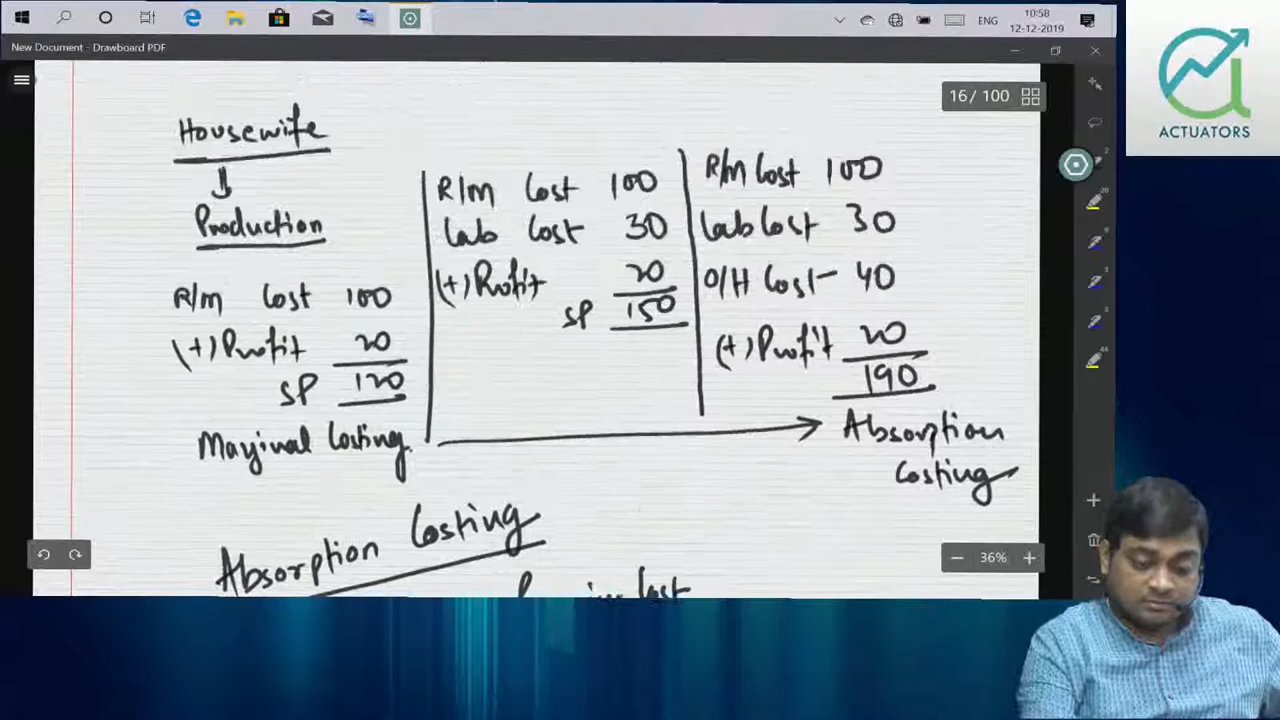 ENG
10:58
12-12-2019
New Document - Drawboard PDF
16 / 100
ACTUATORS
Housewife
Production
R/m Cost 100
(+) Profit 20
SP 120
Marginal Costing
R/m Cost 100
Lab Cost 30
(+) Profit 20
SP 150
R/m Cost 100
Lab Cost 30
O/H Cost - 40
(+) Profit 20
190
Absorption
Costing
Absorption Costing
36%